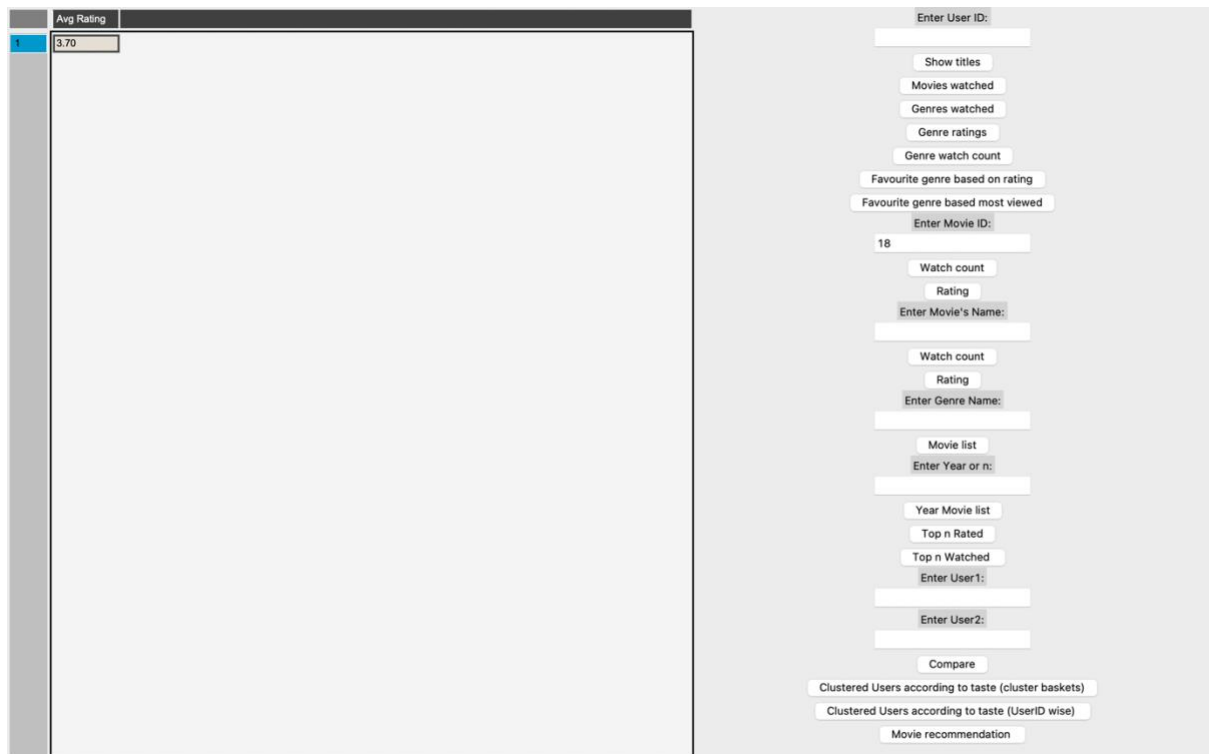 Avg Rating
1
3.70
Enter User ID:
Show titles
Movies watched
Genres watched
Genre ratings
Genre watch count
Favourite genre based on rating
Favourite genre based most viewed
Enter Movie ID:
18
Watch count
Rating
Enter Movie's Name:
Watch count
Rating
Enter Genre Name:
Movie list
Enter Year or n:
Year Movie list
Top n Rated
Top n Watched
Enter User1:
Enter User2:
Compare
Clustered Users according to taste (cluster baskets)
Clustered Users according to taste (UserID wise)
Movie recommendation